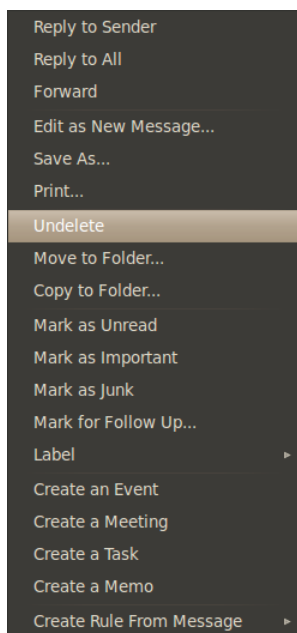 Reply to Sender
Reply to All
Forward
Edit as New Message...
Save As...
Print...
Undelete
Move to Folder...
Copy to Folder...
Mark as Unread
Mark as Important
Mark as Junk
Mark for Follow Up...
Label
Create an Event
Create a Meeting
Create a Task
Create a Memo
Create Rule From Message